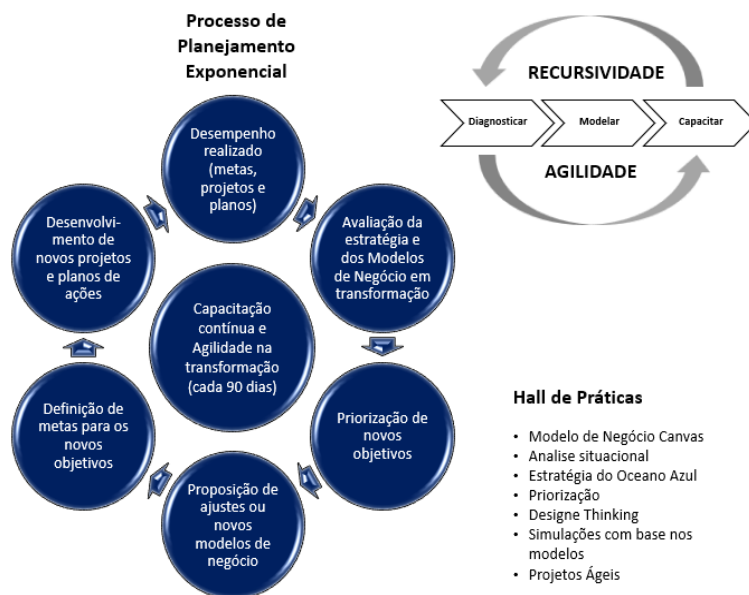 Processo de
Planejamento
Exponencial
Desempenho
realizado
(metas,
projetos e
planos)
Avaliação da
estratégia e
dos Modelos
de Negócio em
transformação
Priorização de
novos
objetivos
Proposição de
ajustes ou
novos
modelos de
negócio
Definição de
metas para os
novos
objetivos
Desenvolvi-
mento de
novos projetos
e planos de
ações
Capacitação
contínua e
Agilidade na
transformação
(cada 90 dias)
RECURSIVIDADE
Diagnosticar
Modelar
Capacitar
AGILIDADE
Hall de Práticas
• Modelo de Negócio Canvas
• Analise situacional
• Estratégia do Oceano Azul
• Priorização
• Designe Thinking
• Simulações com base nos
modelos
• Projetos Ágeis